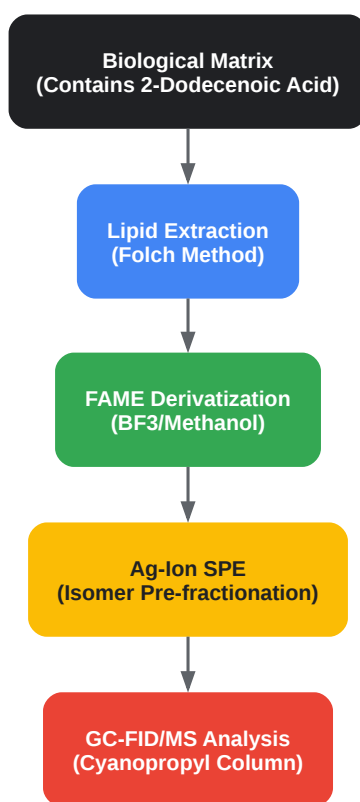 Biological Matrix
(Contains 2-Dodecenoic Acid)
Lipid Extraction
(Folch Method)
FAME Derivatization
(BF3/Methanol)
Ag-Ion SPE
(Isomer Pre-fractionation)
GC-FID/MS Analysis
(Cyanopropyl Column)